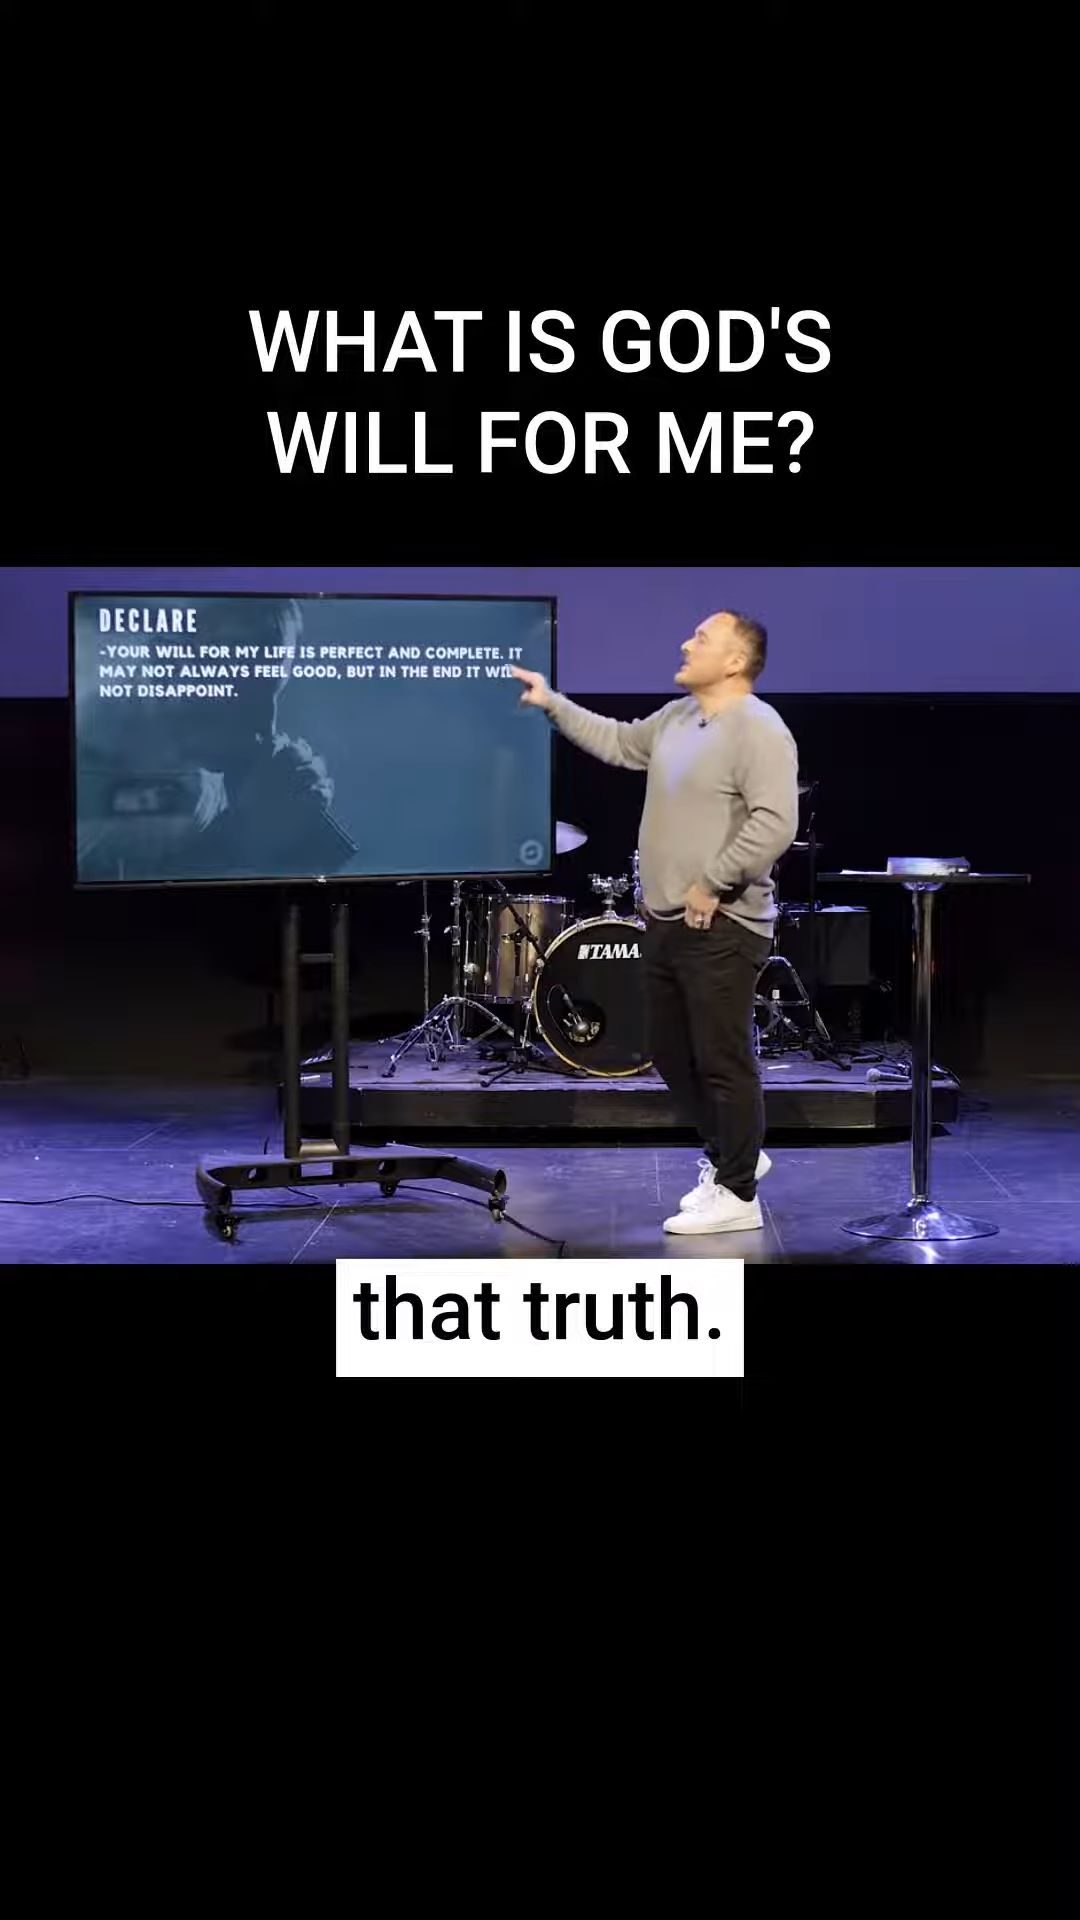 WHAT IS GOD'S
WILL FOR ME?
DECLARE
-YOUR WILL FOR MY LIFE IS PERFECT AND COMPLETE. IT
MAY NOT ALWAYS FEEL GOOD, BUT IN THE END IT WILL
NOT DISAPPOINT.
TAMA
that truth.